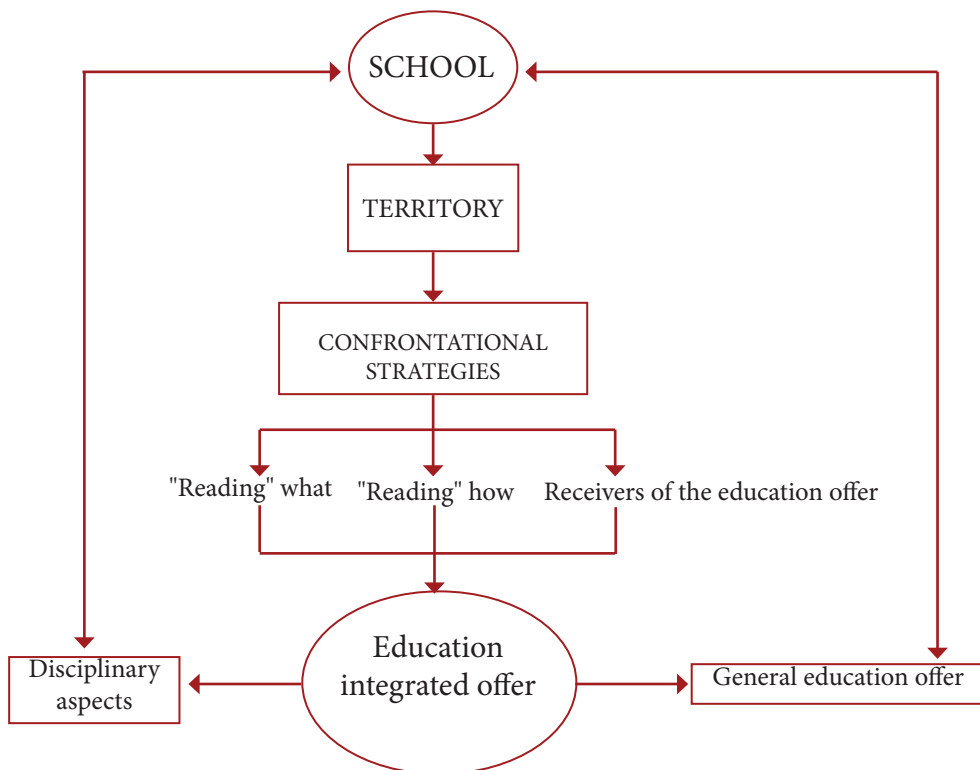 SCHOOL
TERRITORY
CONFRONTATIONAL
STRATEGIES
"Reading" what
"Reading" how
Receivers of the education offer
Education
integrated offer
Disciplinary
aspects
General education offer